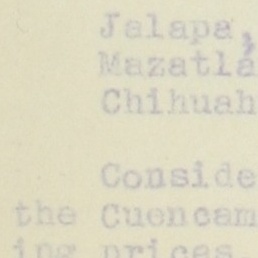 Jalapa,
Mazatlá
Chihuah
Conside
the Cuencam
ing prices.